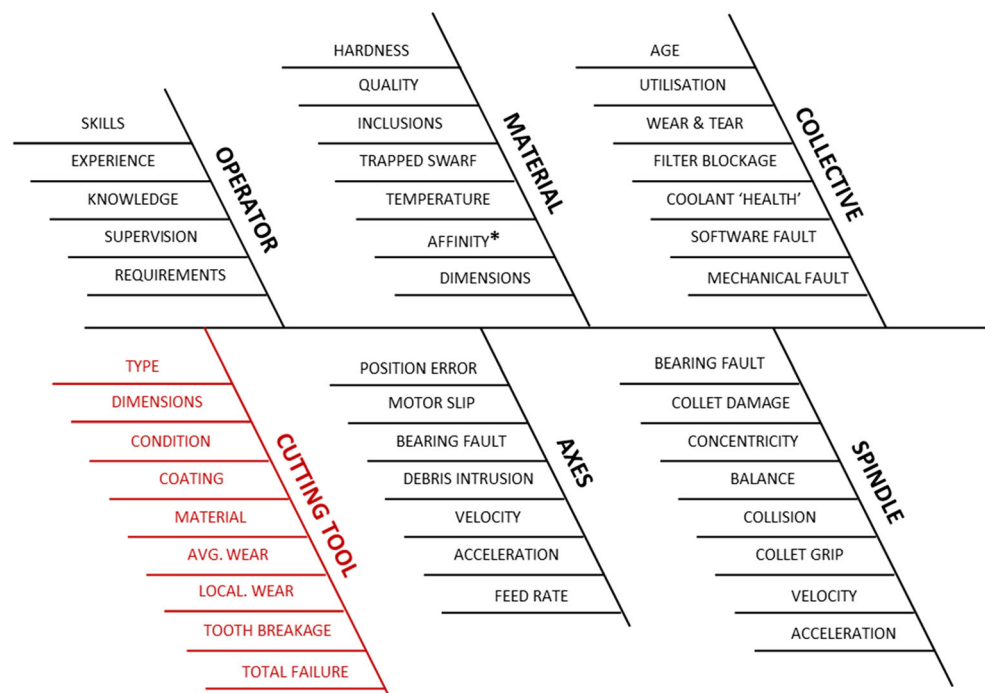 SKILLS
EXPERIENCE
KNOWLEDGE
SUPERVISION
REQUIREMENTS
OPERATOR
HARDNESS
QUALITY
INCLUSIONS
TRAPPED SWARF
TEMPERATURE
AFFINITY*
DIMENSIONS
MATERIAL
AGE
UTILISATION
WEAR & TEAR
FILTER BLOCKAGE
COOLANT ‘HEALTH’
SOFTWARE FAULT
MECHANICAL FAULT
COLLECTIVE
TYPE
DIMENSIONS
CONDITION
COATING
MATERIAL
AVG. WEAR
LOCAL. WEAR
TOOTH BREAKAGE
TOTAL FAILURE
CUTTING TOOL
POSITION ERROR
MOTOR SLIP
BEARING FAULT
DEBRIS INTRUSION
VELOCITY
ACCELERATION
FEED RATE
AXES
BEARING FAULT
COLLET DAMAGE
CONCENTRICITY
BALANCE
COLLISION
COLLET GRIP
VELOCITY
ACCELERATION
SPINDLE